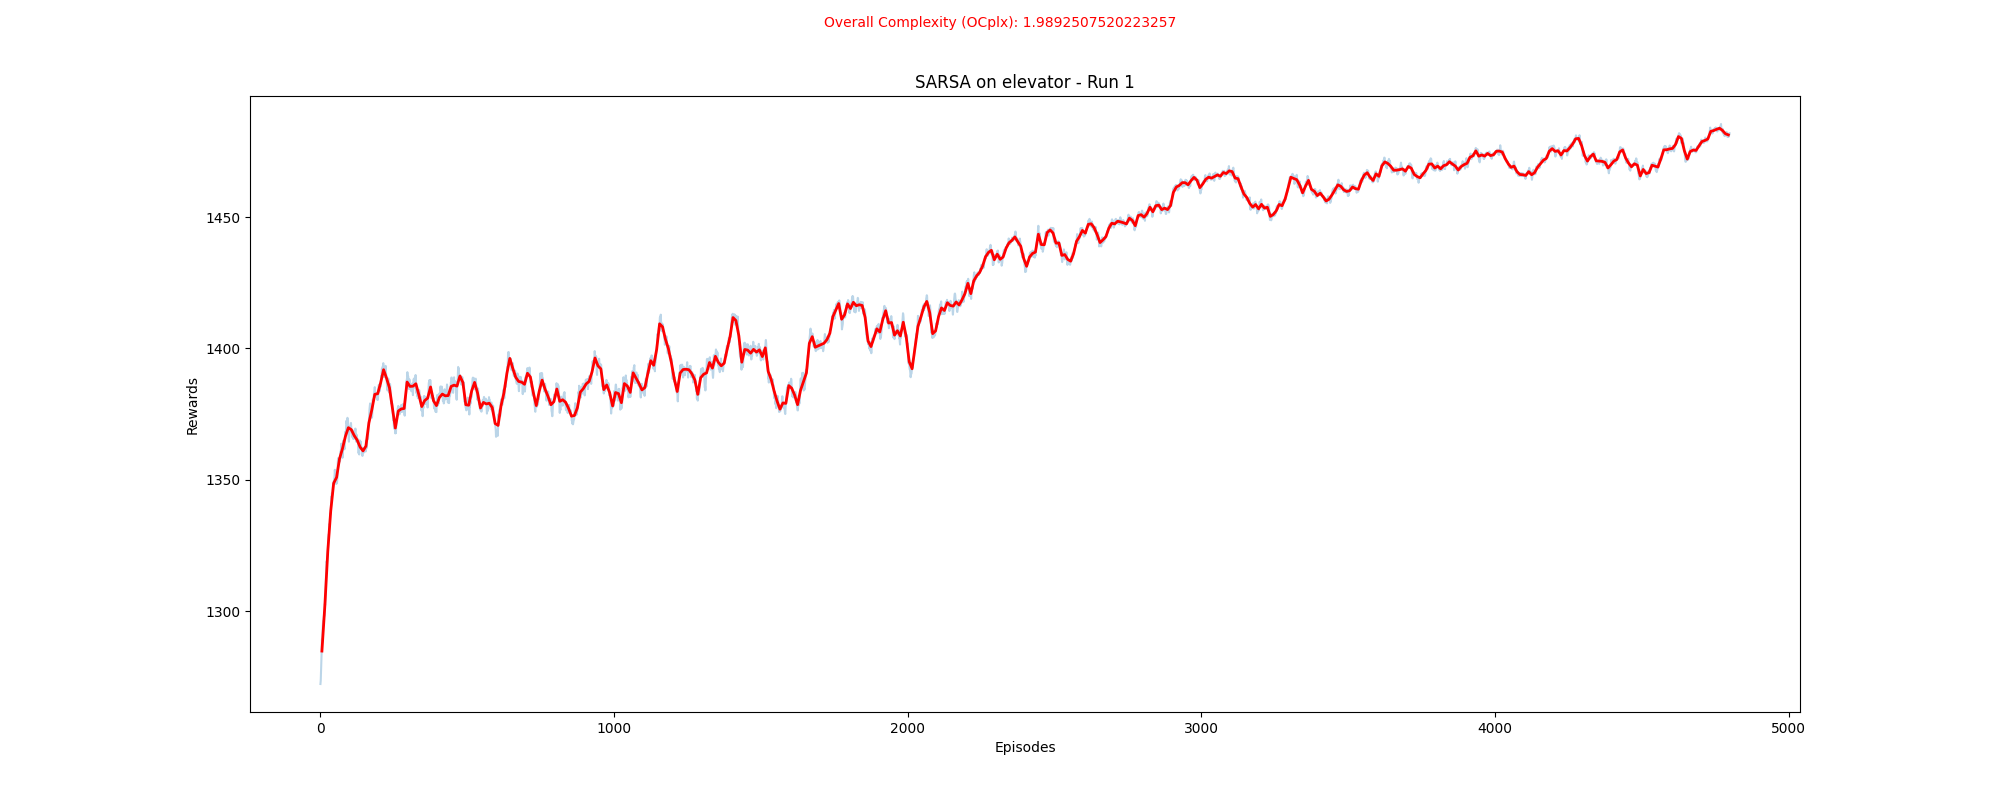 Overall Complexity (OCplx): 1.9892507520223257
SARSA on elevator - Run 1
Rewards
1450
1400
1350
1300
0 1000 2000 3000 4000 5000
Episodes